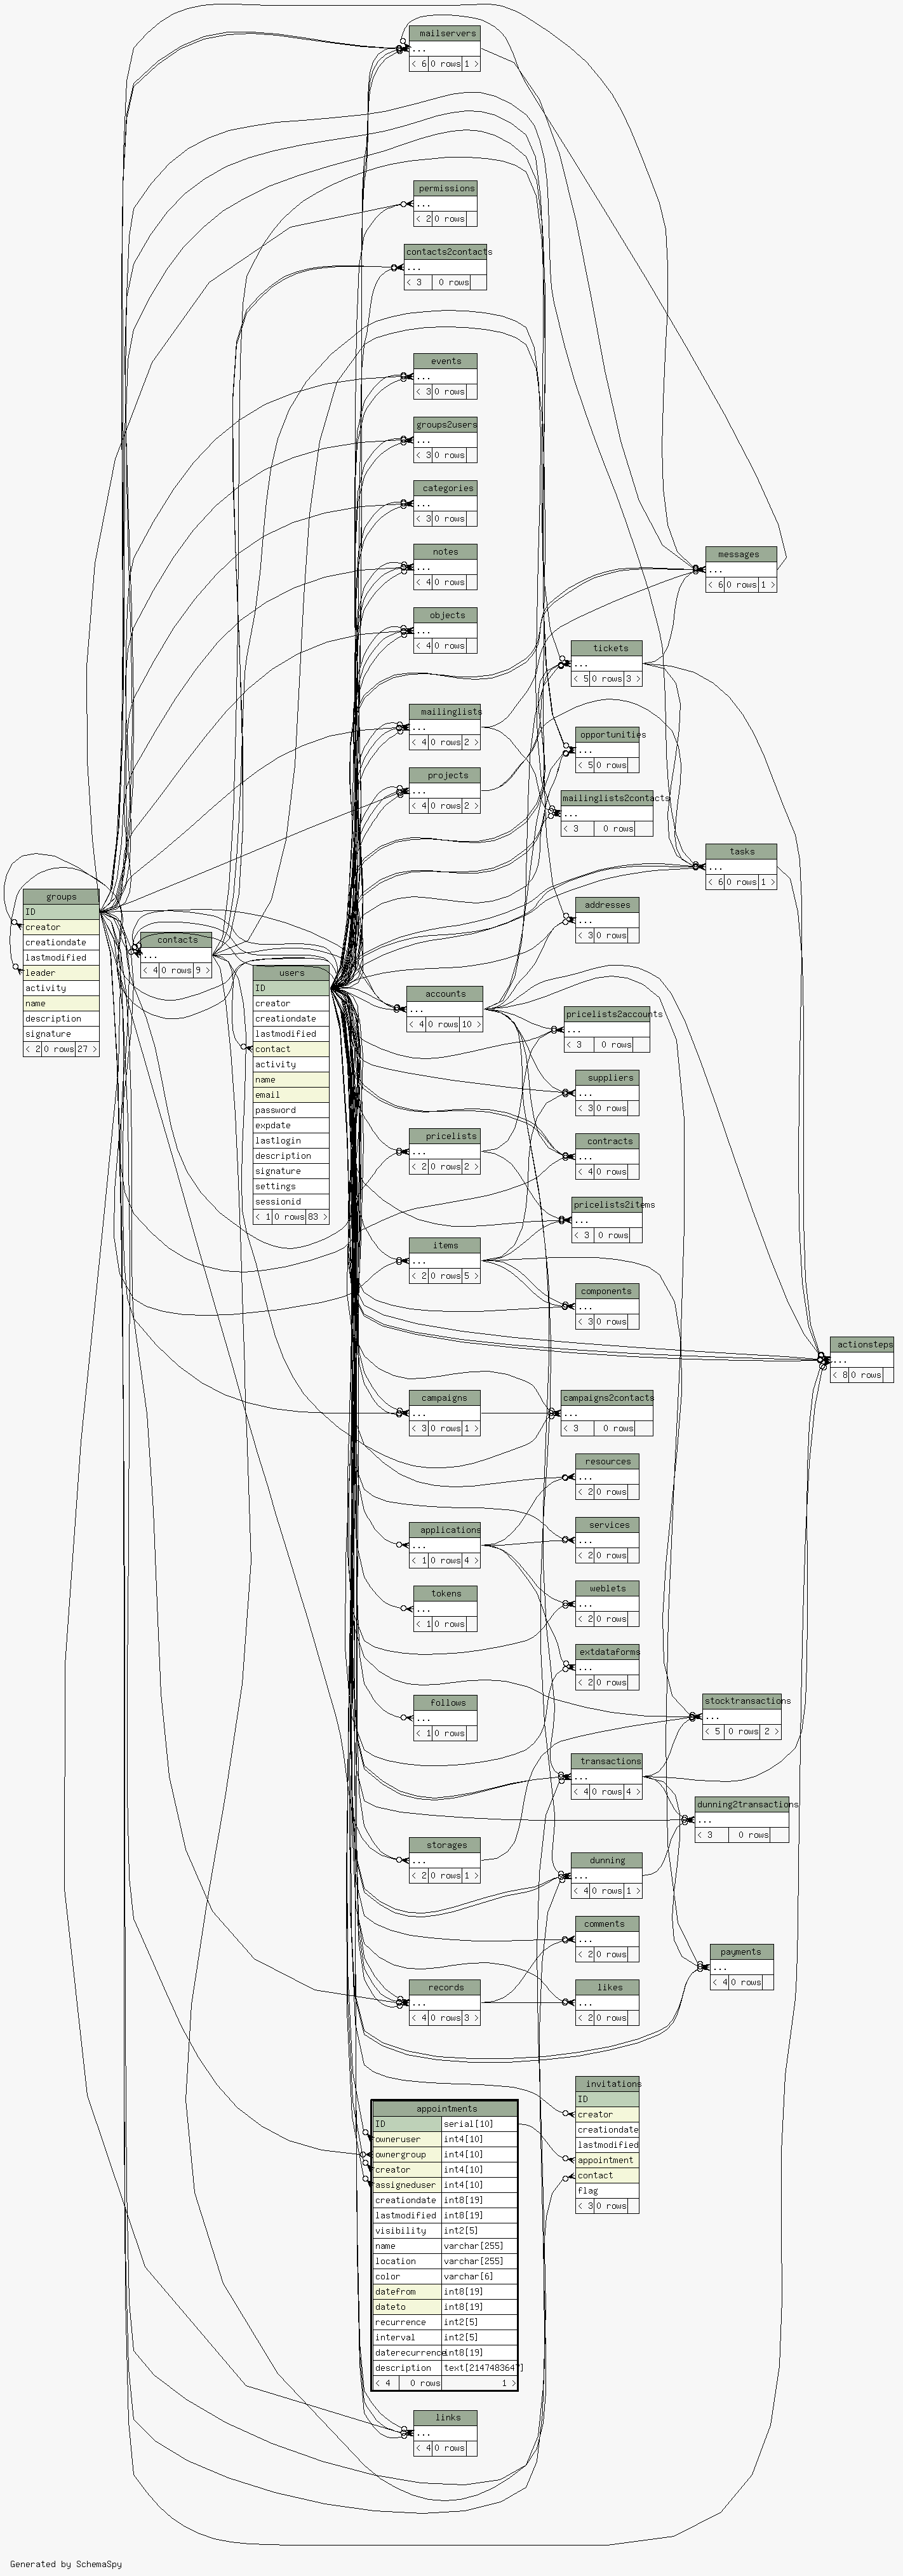 mailservers
...
< 6 0 rows 1 >
permissions
...
< 2 0 rows
contacts2contacts
...
< 3 0 rows
events
...
< 3 0 rows
groups2users
...
< 3 0 rows
categories
...
< 3 0 rows
notes
...
< 4 0 rows
objects
...
< 4 0 rows
messages
...
< 6 0 rows 1 >
tickets
...
< 5 0 rows 3 >
mailinglists
...
< 4 0 rows 2 >
opportunities
...
< 5 0 rows
projects
...
< 4 0 rows 2 >
mailinglists2contacts
...
< 3 0 rows
tasks
...
< 6 0 rows 1 >
groups
ID
creator
creationdate
lastmodified
leader
activity
name
description
signature
< 2 0 rows 27 >
contacts
...
< 4 0 rows 9 >
users
ID
creator
creationdate
lastmodified
contact
activity
name
email
password
expdate
lastlogin
description
signature
settings
sessionid
< 1 0 rows 83 >
addresses
...
< 3 0 rows
accounts
...
< 4 0 rows 10 >
pricelists2accounts
...
< 3 0 rows
suppliers
...
< 3 0 rows
pricelists
...
< 2 0 rows 2 >
contracts
...
< 4 0 rows
pricelists2items
...
< 3 0 rows
items
...
< 2 0 rows 5 >
components
...
< 3 0 rows
actionsteps
...
< 8 0 rows
campaigns
...
< 3 0 rows 1 >
campaigns2contacts
...
< 3 0 rows
resources
...
< 2 0 rows
applications
...
< 1 0 rows 4 >
services
...
< 2 0 rows
tokens
...
< 1 0 rows
weblets
...
< 2 0 rows
extdataforms
...
< 2 0 rows
follows
...
< 1 0 rows
stocktransactions
...
< 5 0 rows 2 >
transactions
...
< 4 0 rows 4 >
dunning2transactions
...
< 3 0 rows
storages
...
< 2 0 rows 1 >
dunning
...
< 4 0 rows 1 >
comments
...
< 2 0 rows
payments
...
< 4 0 rows
records
...
< 4 0 rows 3 >
likes
...
< 2 0 rows
invitations
ID
creator
creationdate
lastmodified
appointment
contact
flag
< 3 0 rows
appointments
ID serial[10]
owneruser int4[10]
ownergroup int4[10]
creator int4[10]
assigneduser int4[10]
creationdate int8[19]
lastmodified int8[19]
visibility int2[5]
name varchar[255]
location varchar[255]
color varchar[6]
datefrom int8[19]
dateto int8[19]
recurrence int2[5]
interval int2[5]
daterecurrence int8[19]
description text[2147483647]
< 4 0 rows 1 >
links
...
< 4 0 rows
Generated by SchemaSpy